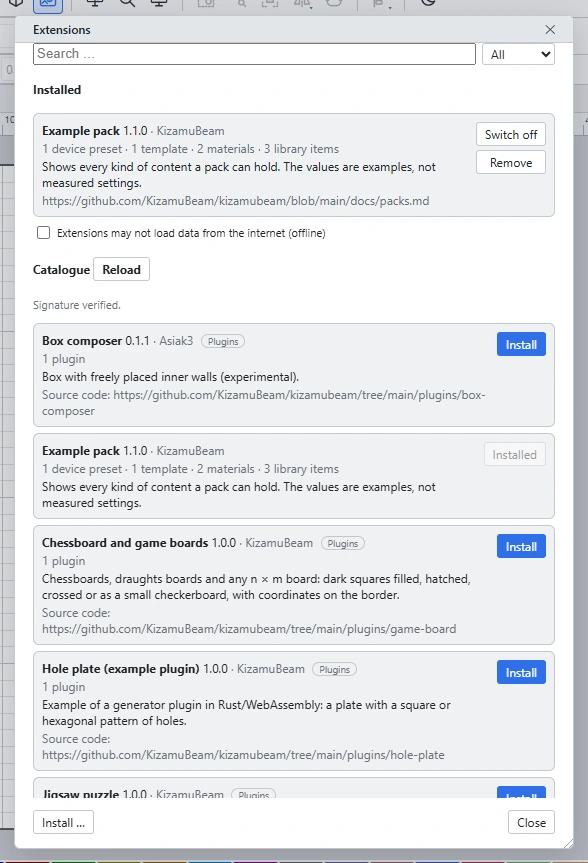 Extensions
Search ...
All
Installed
Example pack 1.1.0 · KizamuBeam
Switch off
1 device preset · 1 template · 2 materials · 3 library items
Shows every kind of content a pack can hold. The values are examples, not
measured settings.
Remove
https://github.com/KizamuBeam/kizamubeam/blob/main/docs/packs.md
Extensions may not load data from the internet (offline)
Catalogue
Reload
Signature verified.
Box composer 0.1.1 · Asiak3
Plugins
Install
1 plugin
Box with freely placed inner walls (experimental).
Source code: https://github.com/KizamuBeam/kizamubeam/tree/main/plugins/box-
composer
Example pack 1.1.0 · KizamuBeam
Installed
1 device preset · 1 template · 2 materials · 3 library items
Shows every kind of content a pack can hold. The values are examples, not
measured settings.
Chessboard and game boards 1.0.0 · KizamuBeam
Plugins
Install
1 plugin
Chessboards, draughts boards and any n × m board: dark squares filled, hatched,
crossed or as a small checkerboard, with coordinates on the border.
Source code:
https://github.com/KizamuBeam/kizamubeam/tree/main/plugins/game-board
Hole plate (example plugin) 1.0.0 · KizamuBeam
Plugins
Install
1 plugin
Example of a generator plugin in Rust/WebAssembly: a plate with a square or
hexagonal pattern of holes.
Source code:
https://github.com/KizamuBeam/kizamubeam/tree/main/plugins/hole-plate
Jigsaw puzzle 1.0.0 · KizamuBeam
Plugins
Install
Install ...
Close